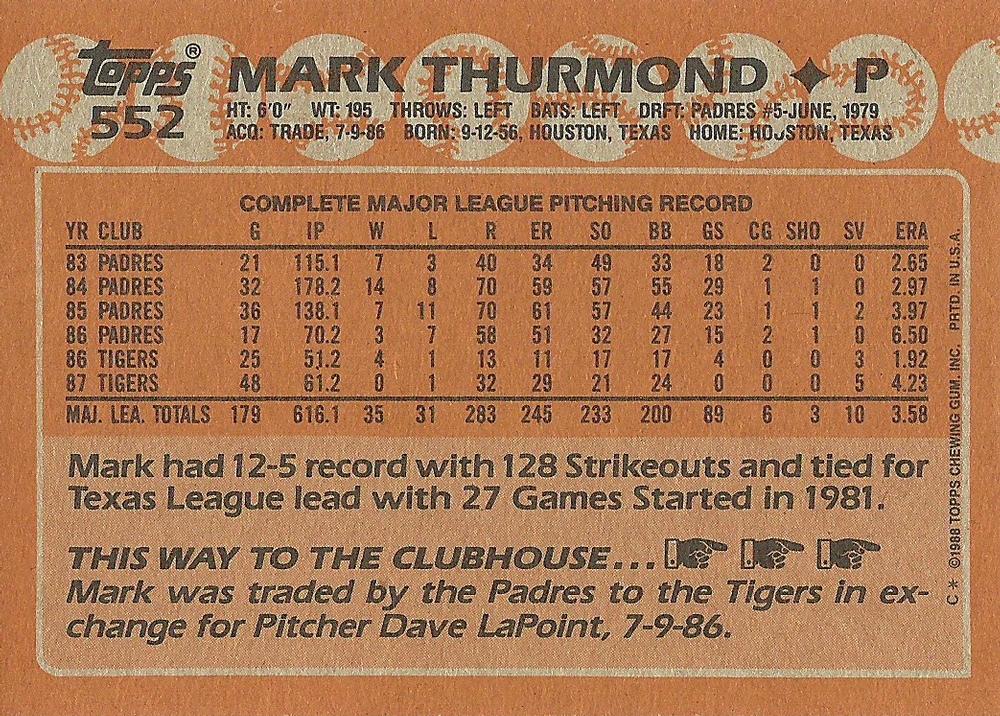 Topps® MARK THURMOND ✦ P
552 HT: 6'0" WT: 195 THROWS: LEFT BATS: LEFT DRFT: PADRES #5-JUNE, 1979
ACQ: TRADE, 7-9-86 BORN: 9-12-56, HOUSTON, TEXAS HOME: HOUSTON, TEXAS
COMPLETE MAJOR LEAGUE PITCHING RECORD
YR CLUB G IP W L R ER SO BB GS CG SHO SV ERA
83 PADRES 21 115.1 7 3 40 34 49 33 18 2 0 0 2.65
84 PADRES 32 178.2 14 8 70 59 57 55 29 1 1 0 2.97
85 PADRES 36 138.1 7 11 70 61 57 44 23 1 1 2 3.97
86 PADRES 17 70.2 3 7 58 51 32 27 15 2 1 0 6.50
86 TIGERS 25 51.2 4 1 13 11 17 17 4 0 0 3 1.92
87 TIGERS 48 61.2 0 1 32 29 21 24 0 0 0 5 4.23
MAJ. LEA. TOTALS 179 616.1 35 31 283 245 233 200 89 6 3 10 3.58
Mark had 12-5 record with 128 Strikeouts and tied for
Texas League lead with 27 Games Started in 1981.
THIS WAY TO THE CLUBHOUSE...
Mark was traded by the Padres to the Tigers in ex-
change for Pitcher Dave LaPoint, 7-9-86.
C* ©1988 TOPPS CHEWING GUM, INC. PRTD. IN U.S.A.